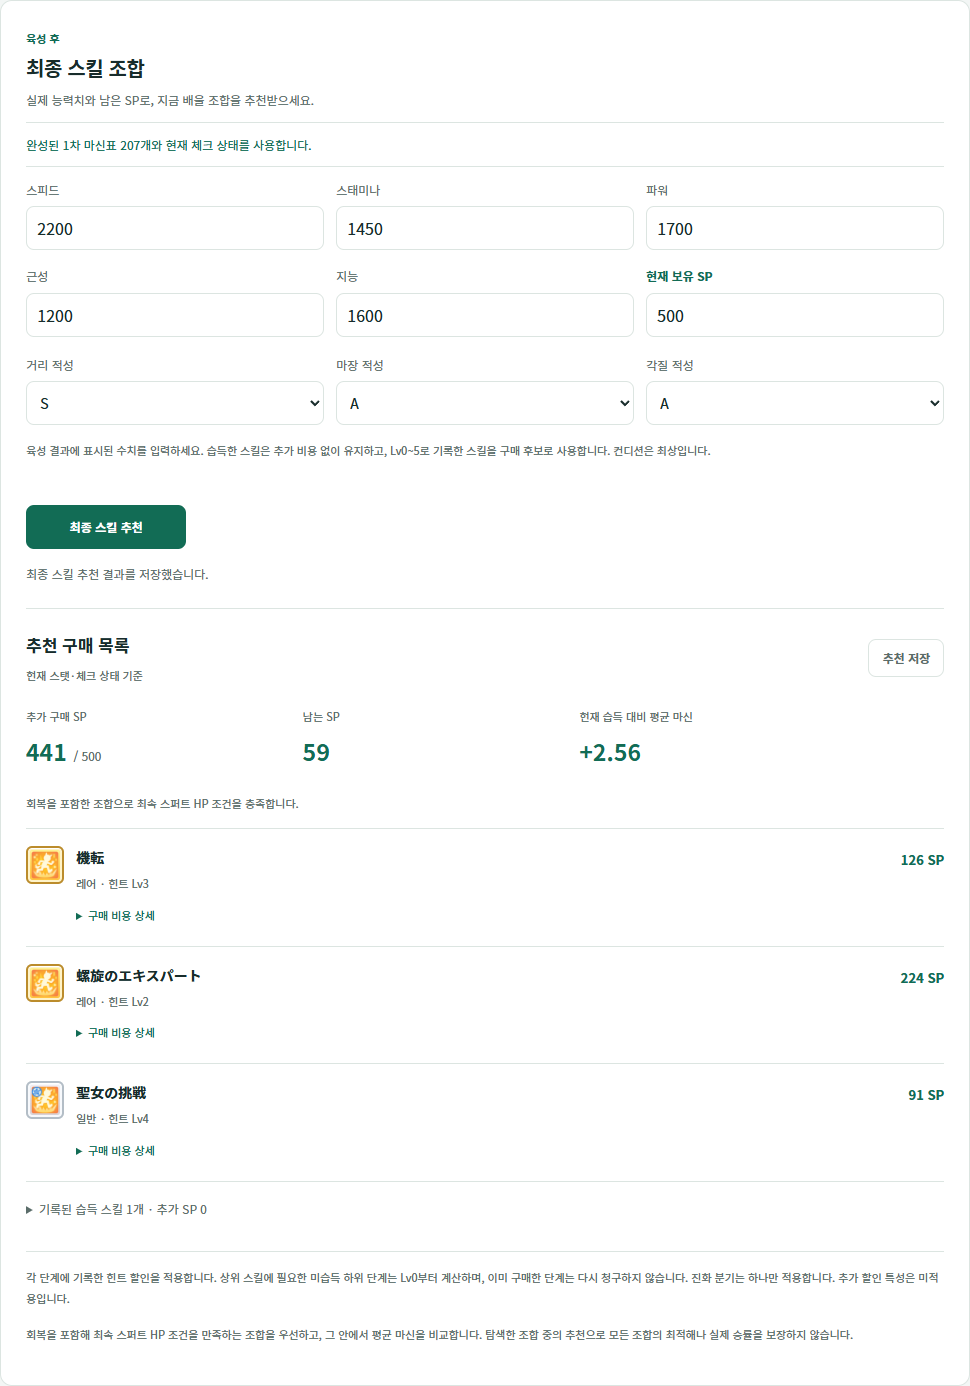 육성 후
최종 스킬 조합
실제 능력치와 남은 SP로, 지금 배울 조합을 추천받으세요.
완성된 1차 마신표 207개와 현재 체크 상태를 사용합니다.
스피드
스태미나
파워
2200
1450
1700
근성
지능
현재 보유 SP
1200
1600
500
거리 적성
마장 적성
각질 적성
S
A
A
육성 결과에 표시된 수치를 입력하세요. 습득한 스킬은 추가 비용 없이 유지하고, Lv0~5로 기록한 스킬을 구매 후보로 사용합니다. 컨디션은 최상입니다.
최종 스킬 추천
최종 스킬 추천 결과를 저장했습니다.
추천 구매 목록
추천 저장
현재 스탯·체크 상태 기준
추가 구매 SP
남는 SP
현재 습득 대비 평균 마신
441 / 500
59
+2.56
회복을 포함한 조합으로 최속 스퍼트 HP 조건을 충족합니다.
機転
126 SP
레어 · 힌트 Lv3
▶ 구매 비용 상세
螺旋のエキスパート
224 SP
레어 · 힌트 Lv2
▶ 구매 비용 상세
聖女の挑戦
91 SP
일반 · 힌트 Lv4
▶ 구매 비용 상세
▶ 기록된 습득 스킬 1개 · 추가 SP 0
각 단계에 기록한 힌트 할인을 적용합니다. 상위 스킬에 필요한 미습득 하위 단계는 Lv0부터 계산하며, 이미 구매한 단계는 다시 청구하지 않습니다. 진화 분기는 하나만 적용합니다. 추가 할인 특성은 미적
용입니다.
회복을 포함해 최속 스퍼트 HP 조건을 만족하는 조합을 우선하고, 그 안에서 평균 마신을 비교합니다. 탐색한 조합 중의 추천으로 모든 조합의 최적해나 실제 승률을 보장하지 않습니다.